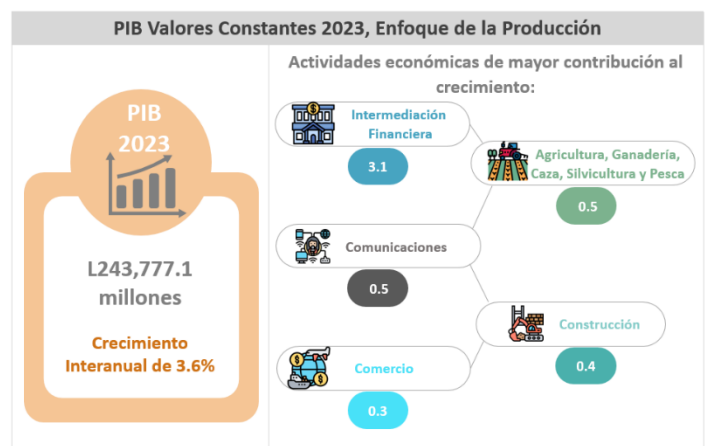 PIB Valores Constantes 2023, Enfoque de la Producción
PIB
2023
L243,777.1
millones
Crecimiento
Interanual de 3.6%
Actividades económicas de mayor contribución al
crecimiento:
Intermediación
Financiera
3.1
Agricultura, Ganadería,
Caza, Silvicultura y Pesca
0.5
Comunicaciones
0.5
Construcción
0.4
Comercio
0.3